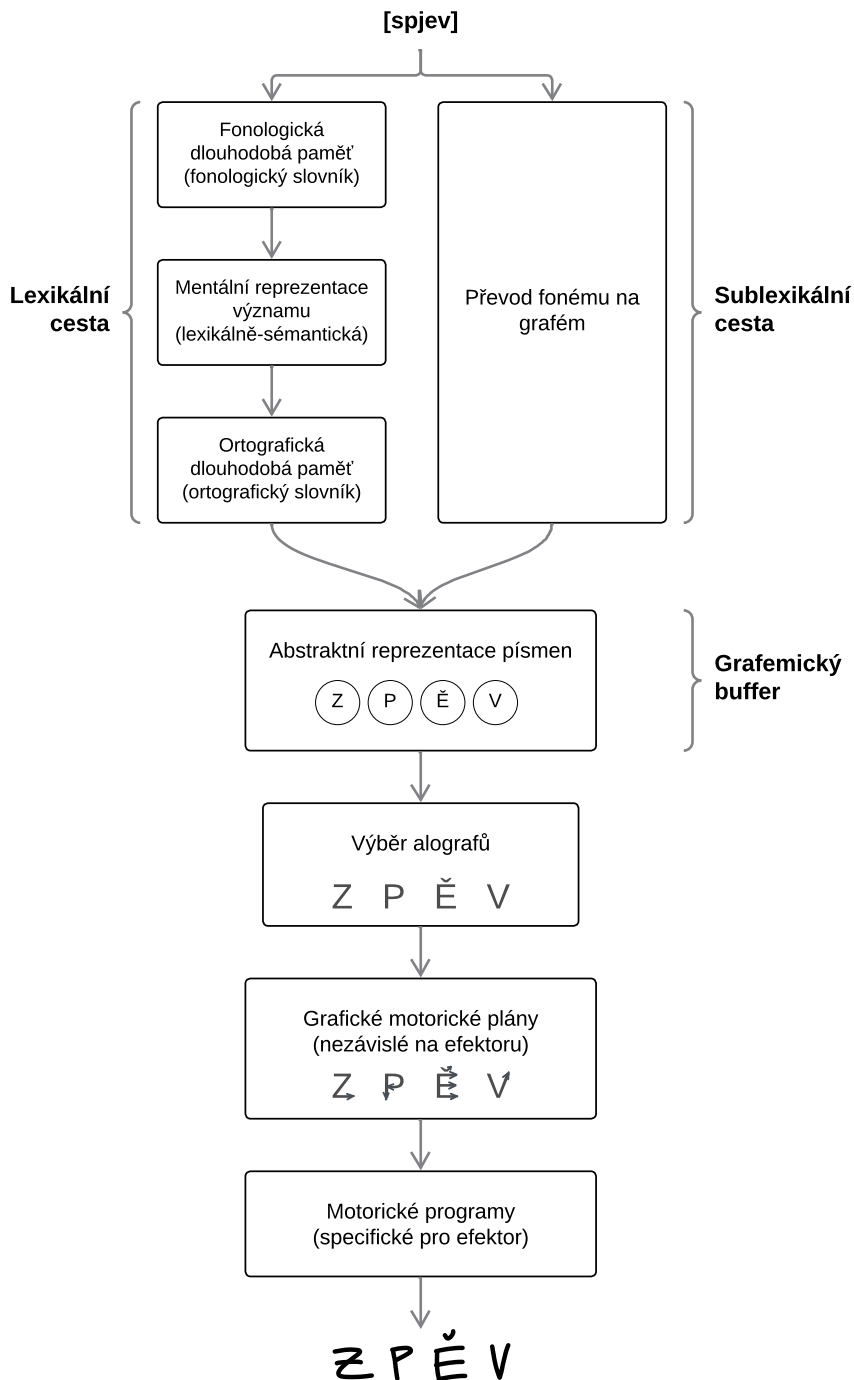 [spjev]
Fonologická
dlouhodobá paměť
(fonologický slovník)
Lexikální
cesta
Mentální reprezentace
významu
(lexikálně-sémantická)
Ortografická
dlouhodobá paměť
(ortografický slovník)
Převod fonému na
grafém
Sublexikální
cesta
Abstraktní reprezentace písmen
Z P Ě V
Grafemický
buffer
Výběr alografů
Z P Ě V
Grafické motorické plány
(nezávislé na efektoru)
Z P Ě V
Motorické programy
(specifické pro efektor)
Z P Ě V